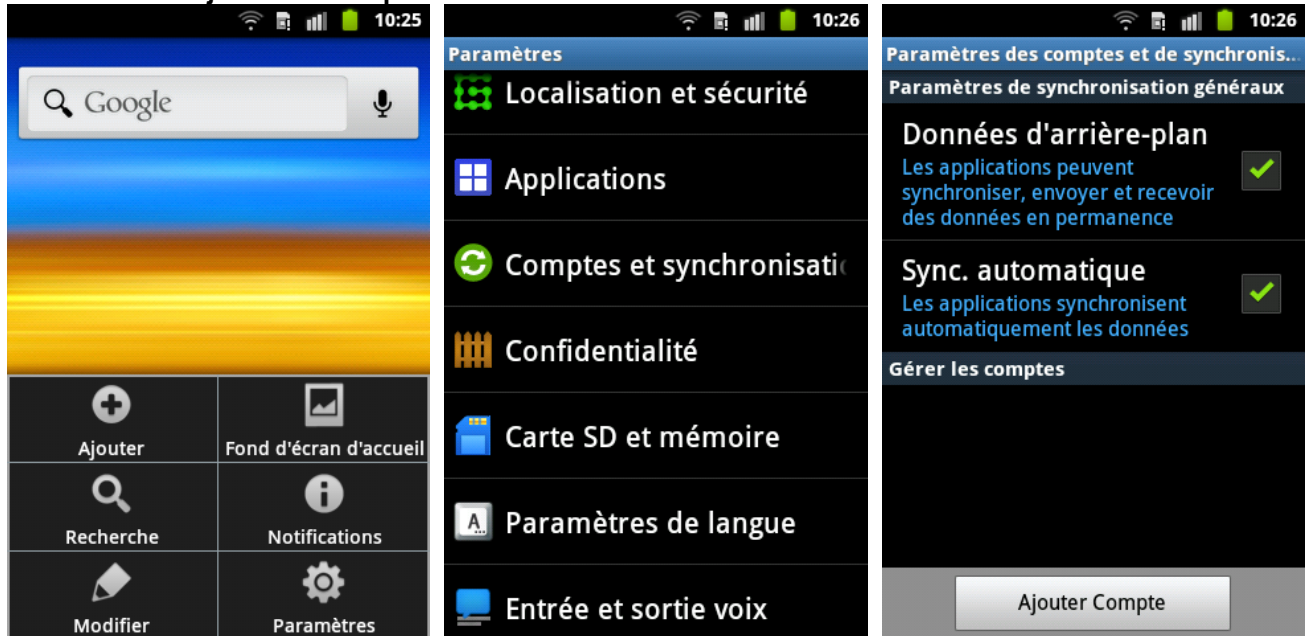 10:25
Google
Ajouter
Fond d'écran d'accueil
Recherche
Notifications
Modifier
Paramètres
10:26
Paramètres
Localisation et sécurité
Applications
Comptes et synchronisatio
Confidentialité
Carte SD et mémoire
A...
Paramètres de langue
Entrée et sortie voix
10:26
Paramètres des comptes et de synchronis...
Paramètres de synchronisation généraux
Données d'arrière-plan
Les applications peuvent
synchroniser, envoyer et recevoir
des données en permanence
Sync. automatique
Les applications synchronisent
automatiquement les données
Gérer les comptes
Ajouter Compte